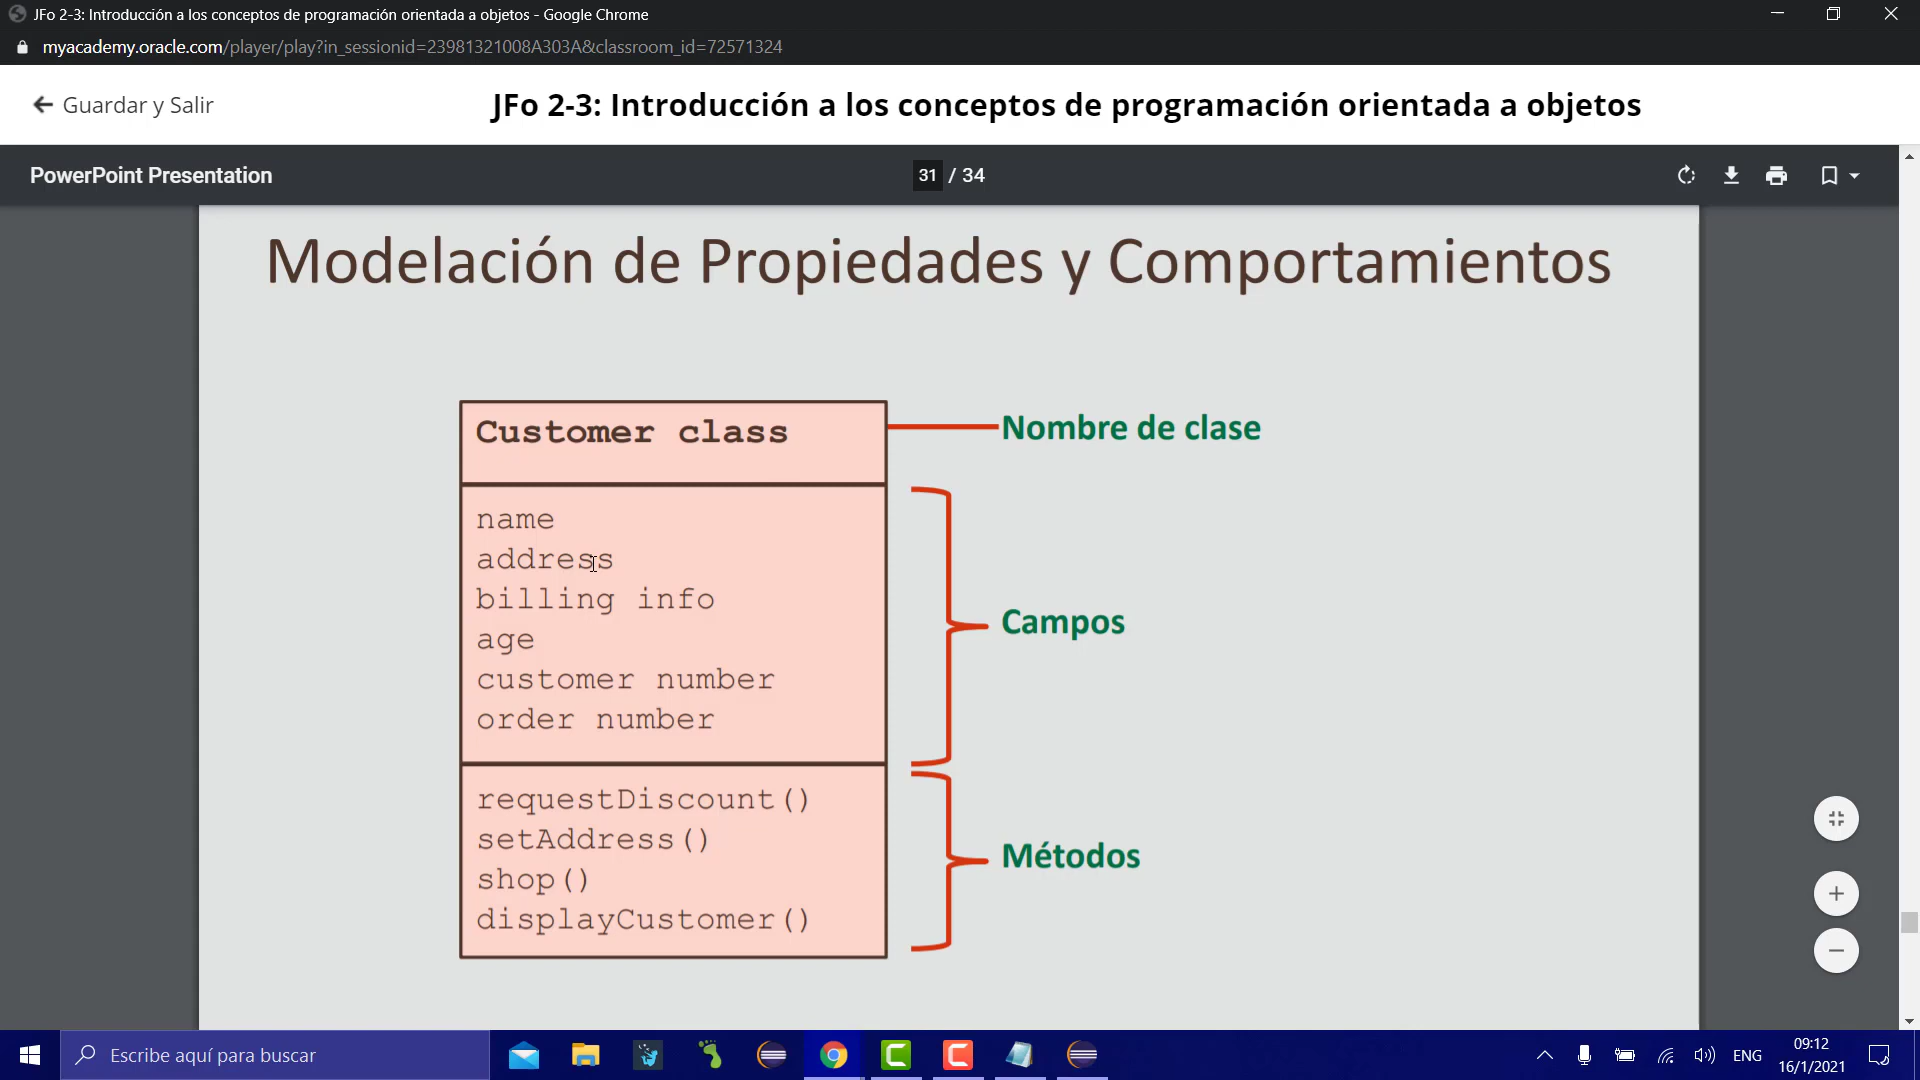 JFo 2-3: Introducción a los conceptos de programación orientada a objetos - Google Chrome
myacademy.oracle.com/player/play?in_sessionid=23981321008A303A&classroom_id=72571324
Guardar y Salir
JFo 2-3: Introducción a los conceptos de programación orientada a objetos
PowerPoint Presentation
31 / 34
Modelación de Propiedades y Comportamientos
Customer class
Nombre de clase
name
address
billing info
age
customer number
order number
Campos
requestDiscount()
setAddress()
shop()
displayCustomer()
Métodos
Escribe aquí para buscar
ENG
09:12
16/1/2021